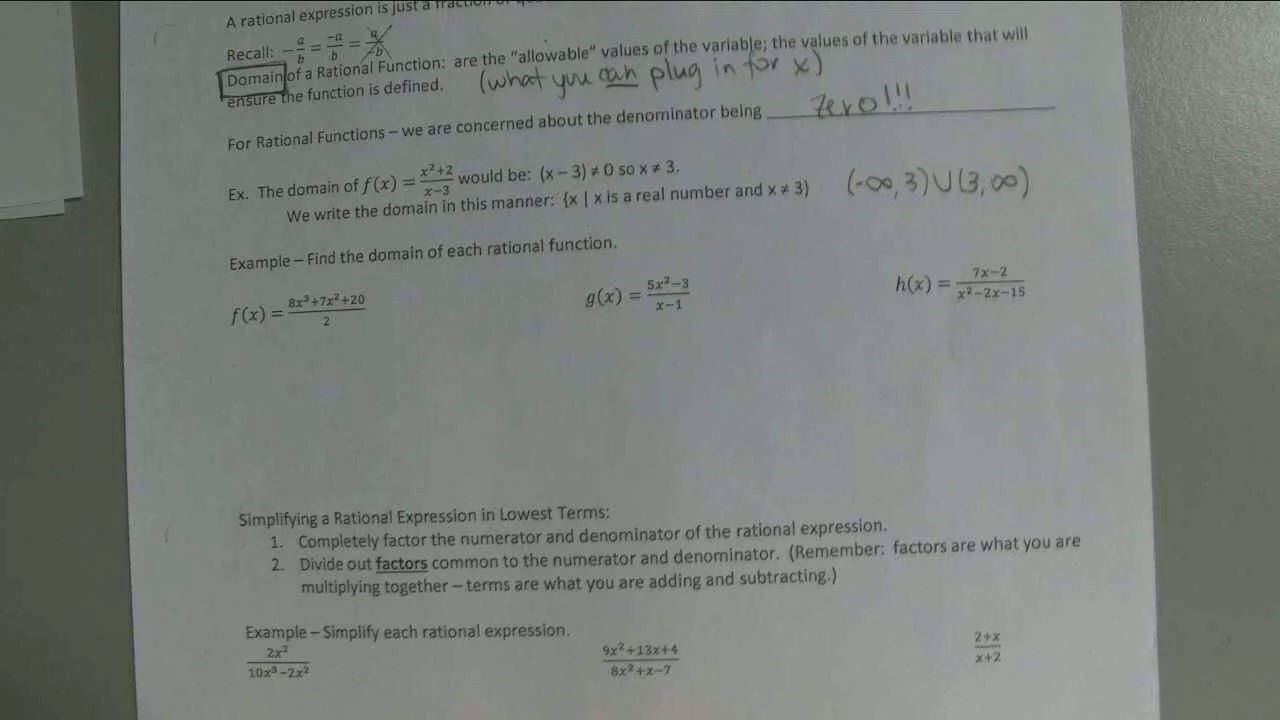 A rational expression is just a fraction of
Recall: −a/b = −a/b = a/−b
Domain of a Rational Function: are the "allowable" values of the variable; the values of the variable that will
ensure the function is defined. (what you can plug in for x)
For Rational Functions – we are concerned about the denominator being zero!!!
Ex. The domain of f(x) = x²+2/x−3 would be: (x – 3) ≠ 0 so x ≠ 3.
We write the domain in this manner: {x | x is a real number and x ≠ 3} (-∞, 3) ∪ (3, ∞)
Example – Find the domain of each rational function.
f(x) = 8x³+7x²+20/2 g(x) = 5x²−3/x−1 h(x) = 7x−2/x²−2x−15
Simplifying a Rational Expression in Lowest Terms:
1. Completely factor the numerator and denominator of the rational expression.
2. Divide out factors common to the numerator and denominator. (Remember: factors are what you are
multiplying together – terms are what you are adding and subtracting.)
Example – Simplify each rational expression.
2x²/10x³−2x² 9x²+13x+4/8x²+x−7 2+x/x+2